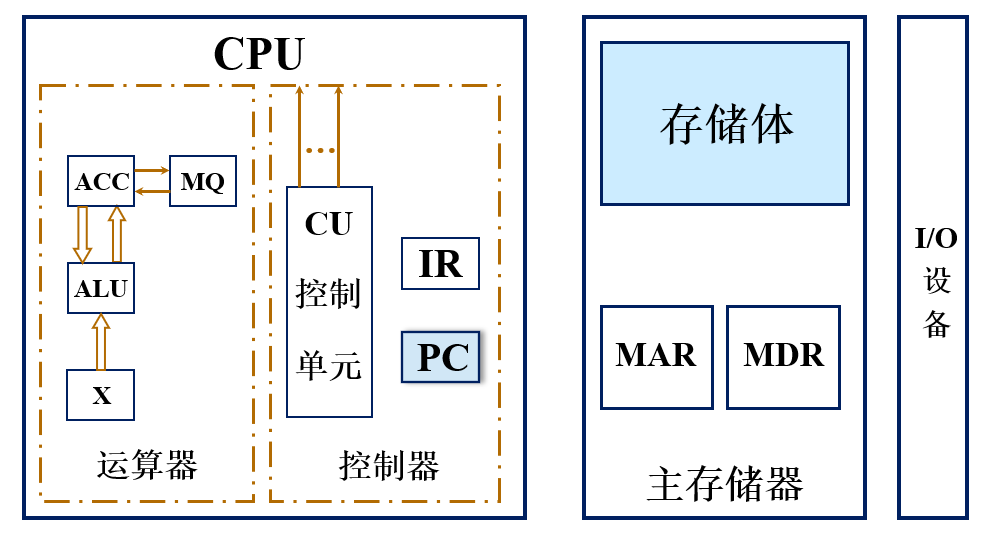 CPU
ACC
MQ
ALU
X
运算器
...
CU
控制
单元
IR
PC
控制器
存储体
MAR
MDR
主存储器
I/O
设
备